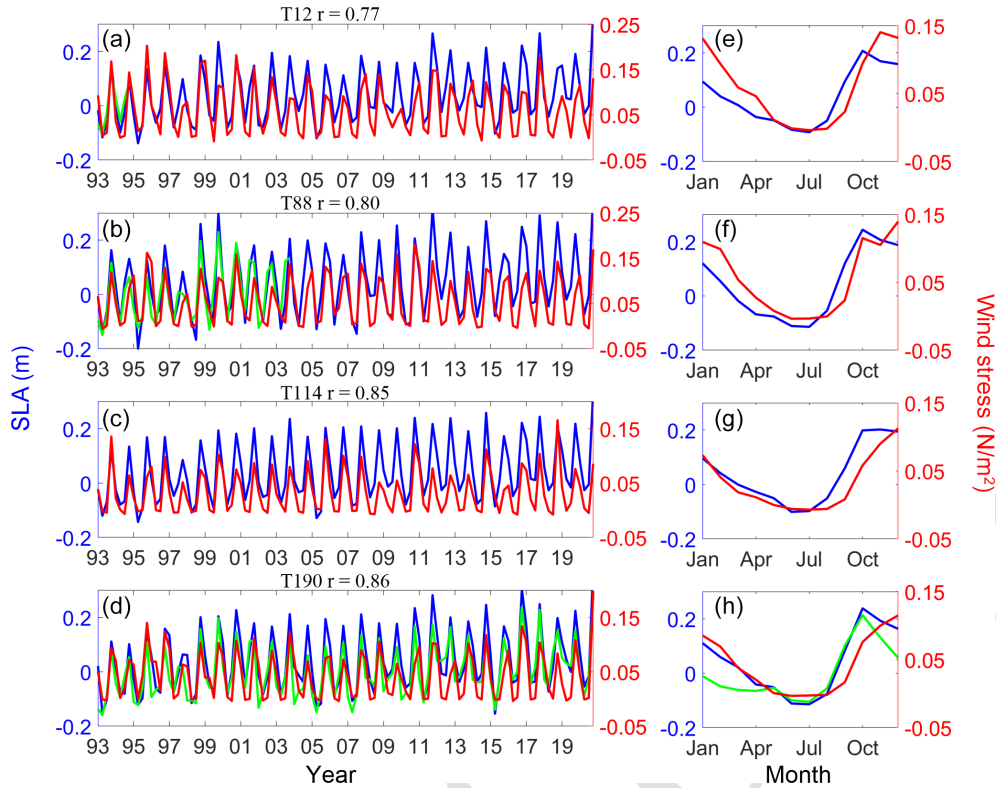 T12 r = 0.77
(a)
0.2
0
-0.2
0.25
0.15
0.05
-0.05
93 95 97 99 01 03 05 07 09 11 13 15 17 19
(e)
0.2
0
-0.2
0.15
0.05
-0.05
Jan Apr Jul Oct
T88 r = 0.80
(b)
0.2
0
-0.2
0.25
0.15
0.05
-0.05
93 95 97 99 01 03 05 07 09 11 13 15 17 19
(f)
0.2
0
-0.2
0.15
0.05
-0.05
Jan Apr Jul Oct
T114 r = 0.85
(c)
0.2
0
-0.2
0.15
0.05
-0.05
93 95 97 99 01 03 05 07 09 11 13 15 17 19
(g)
0.2
0
-0.2
0.15
0.05
-0.05
Jan Apr Jul Oct
T190 r = 0.86
(d)
0.2
0
-0.2
0.15
0.05
-0.05
93 95 97 99 01 03 05 07 09 11 13 15 17 19
(h)
0.2
0
-0.2
0.15
0.05
-0.05
Jan Apr Jul Oct
SLA (m)
Wind stress (N/m²)
Year
Month